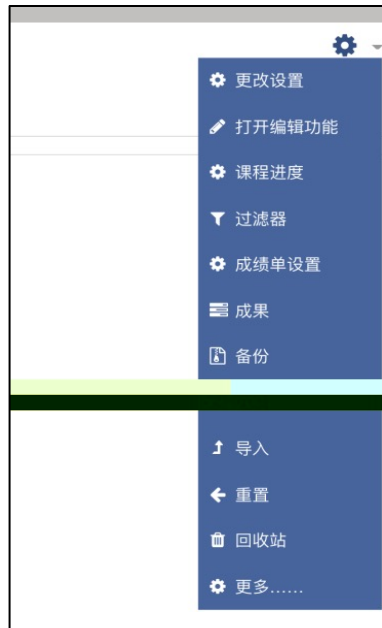 更改设置
打开编辑功能
课程进度
过滤器
成绩单设置
成果
备份
导入
重置
回收站
更多……